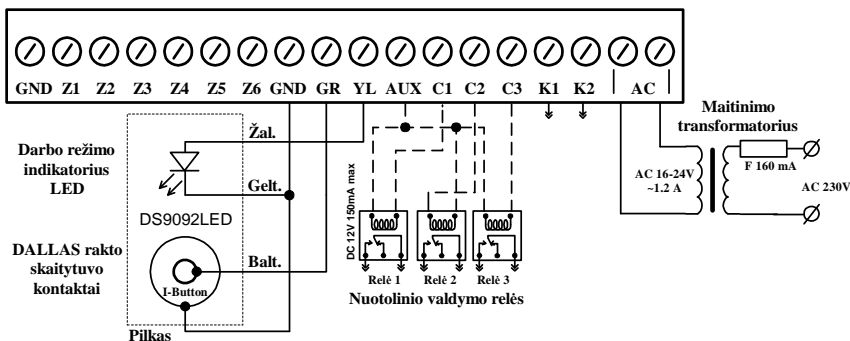 GND Z1 Z2 Z3 Z4 Z5 Z6 GND GR YL AUX C1 C2 C3 K1 K2 AC
Maitinimo
transformatorius
Žal.
Darbo režimo
indikatorius
LED
Gelt.
DS9092LED
DALLAS rakto
skaitytuvo
kontaktai
Balt.
I-Button
Pilkas
DC 12V 150mA max
Relė 1 Relė 2 Relė 3
Nuotolinio valdymo relės
F 160 mA
AC 16-24V
~1.2 A
AC 230V